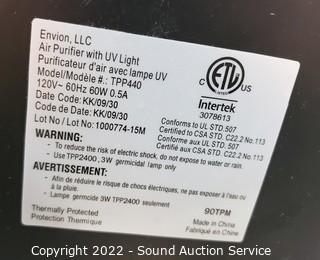 Envion, LLC
Air Purifier with UV Light
Purificateur d'air avec lampe UV
Model/Modèle #.: TPP440
120V~ 60Hz 60W 0.5A
Date Code: KK/09/30
Code de Date: KK/09/30
Lot No / Lot No.: 1000774-15M
C ETL US
LISTED
Intertek
3078613
Conforms to UL STD.507
Certified to CSA STD. C22.2 No.113
Conforme aux UL STD. 507
Certifié aux CSA STD. C22.2 No.113
WARNING:
- To reduce the risk of electric shock, do not expose to water or rain.
- Use TPP2400, 3W germicidal lamp only
AVERTISSEMENT:
- Afin de réduire le risque de chocs électriques, ne pas exposer à l'eau ou à la pluie.
- Lampe germicide, 3W TPP2400 seulement
Thermally Protected
Protection Thermique
90TPM
Made in China
Fabriqué en Chine
Copyright 2022 - Sound Auction Service